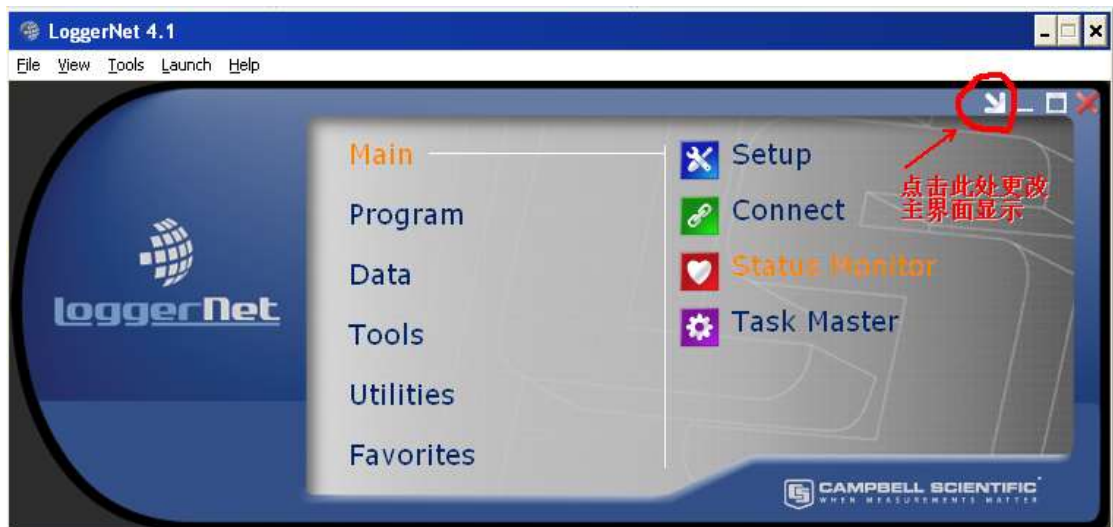 LoggerNet 4.1
File View Tools Launch Help
Main
Program
Data
Tools
Utilities
Favorites
Setup
Connect
Status Monitor
Task Master
点击此处更改
主界面显示
LoggerNet
CAMPBELL SCIENTIFIC
WHEN MEASUREMENTS MATTER